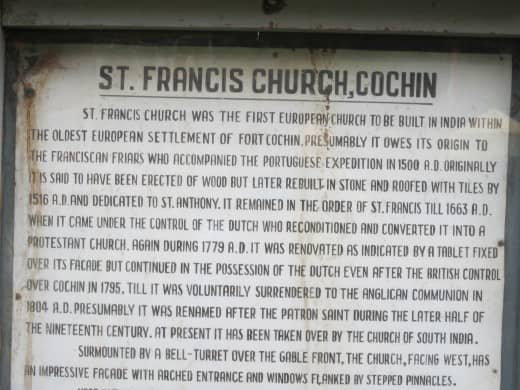 ST. FRANCIS CHURCH, COCHIN
ST. FRANCIS CHURCH WAS THE FIRST EUROPEAN CHURCH TO BE BUILT IN INDIA WITHIN
THE OLDEST EUROPEAN SETTLEMENT OF FORT COCHIN. PRESUMABLY IT OWES ITS ORIGIN TO
THE FRANCISCAN FRIARS WHO ACCOMPANIED THE PORTUGUESE EXPEDITION IN 1500 A.D. ORIGINALLY
IT IS SAID TO HAVE BEEN ERECTED OF WOOD BUT LATER REBUILT IN STONE AND ROOFED WITH TILES BY
1516 A.D. AND DEDICATED TO ST. ANTHONY. IT REMAINED IN THE ORDER OF ST. FRANCIS TILL 1663 A.D.
WHEN IT CAME UNDER THE CONTROL OF THE DUTCH WHO RECONDITIONED AND CONVERTED IT INTO A
PROTESTANT CHURCH. AGAIN DURING 1779 A.D. IT WAS RENOVATED AS INDICATED BY A TABLET FIXED
OVER ITS FACADE BUT CONTINUED IN THE POSSESSION OF THE DUTCH EVEN AFTER THE BRITISH CONTROL
OVER COCHIN IN 1795. TILL IT WAS VOLUNTARILY SURRENDERED TO THE ANGLICAN COMMUNION IN
1804 A.D. PRESUMABLY IT WAS RENAMED AFTER THE PATRON SAINT DURING THE LATER HALF OF
THE NINETEENTH CENTURY. AT PRESENT IT HAS BEEN TAKEN OVER BY THE CHURCH OF SOUTH INDIA.
SURMOUNTED BY A BELL-TURRET OVER THE GABLE FRONT, THE CHURCH, FACING WEST, HAS
AN IMPRESSIVE FACADE WITH ARCHED ENTRANCE AND WINDOWS FLANKED BY STEPPED PINNACLES.